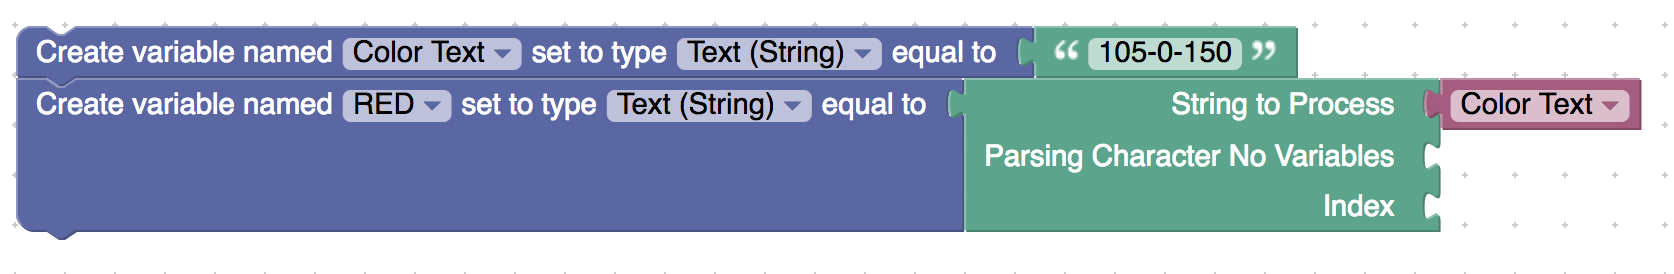 Create variable named Color Text set to type Text (String) equal to “ 105-0-150 ”
Create variable named RED set to type Text (String) equal to String to Process Color Text
Parsing Character No Variables
Index